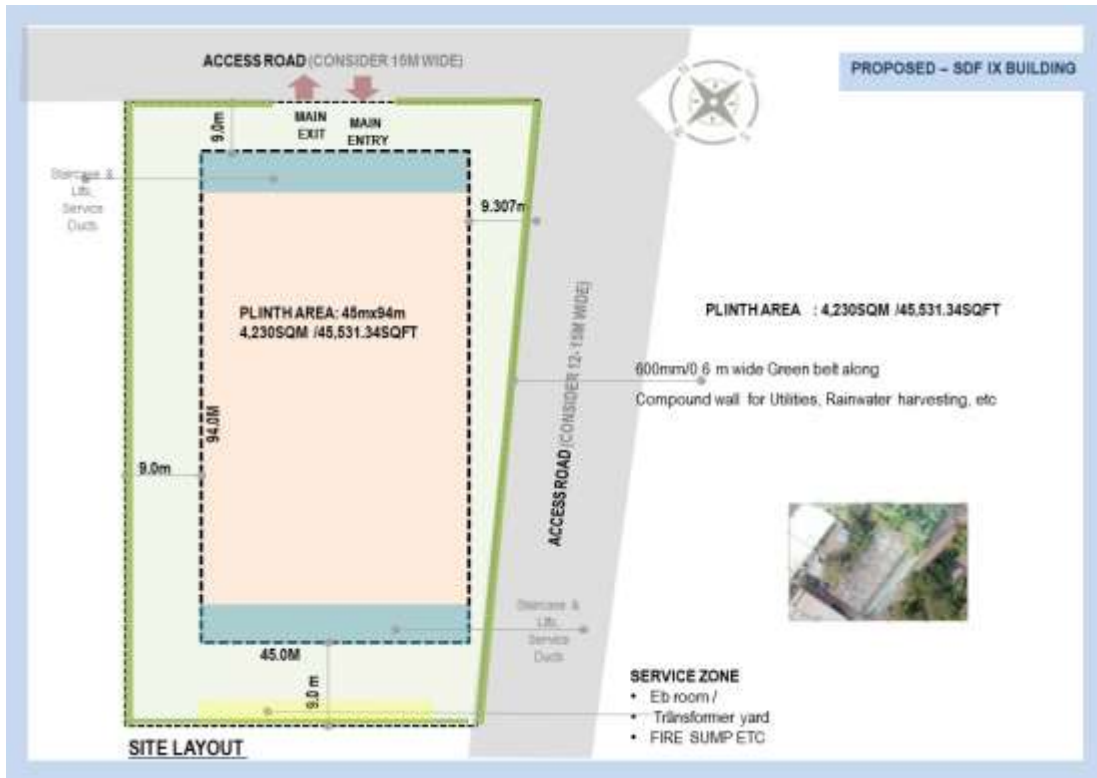 ACCESS ROAD (CONSIDER 15M WIDE)
PROPOSED – SDF IX BUILDING
MAIN
EXIT
MAIN
ENTRY
9.0m
Staircase &
Lifs,
Service
Ducts
9.307m
PLINTH AREA: 45mx94m
4,230SQM /45,531.34SQFT
PLINTH AREA : 4,230SQM /45,531.34SQFT
600mm/0.6 m wide Green belt along
Compound wall for Utilities, Rainwater harvesting, etc
94.0M
9.0m
ACCESS ROAD (CONSIDER 12-15M WIDE)
Staircase &
Lifs,
Service
Ducts
45.0M
9.0 m
SERVICE ZONE
• Eb room /
• Transformer yard
• FIRE SUMP ETC
SITE LAYOUT